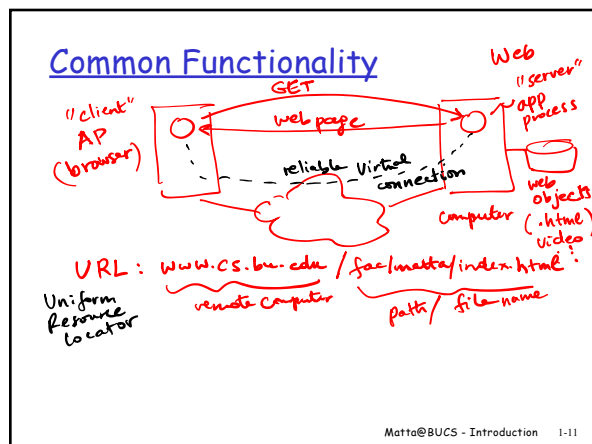 Common Functionality
GET
Web
"server"
app
process
"client"
AP
(browser)
web page
reliable virtual
connection
web
objects
(.html)
video
computer
URL: www.cs.bu.edu/fac/matta/index.html
Uniform
Resource
Locator
remote computer
path/ filename
Matta@BUCS - Introduction 1-11